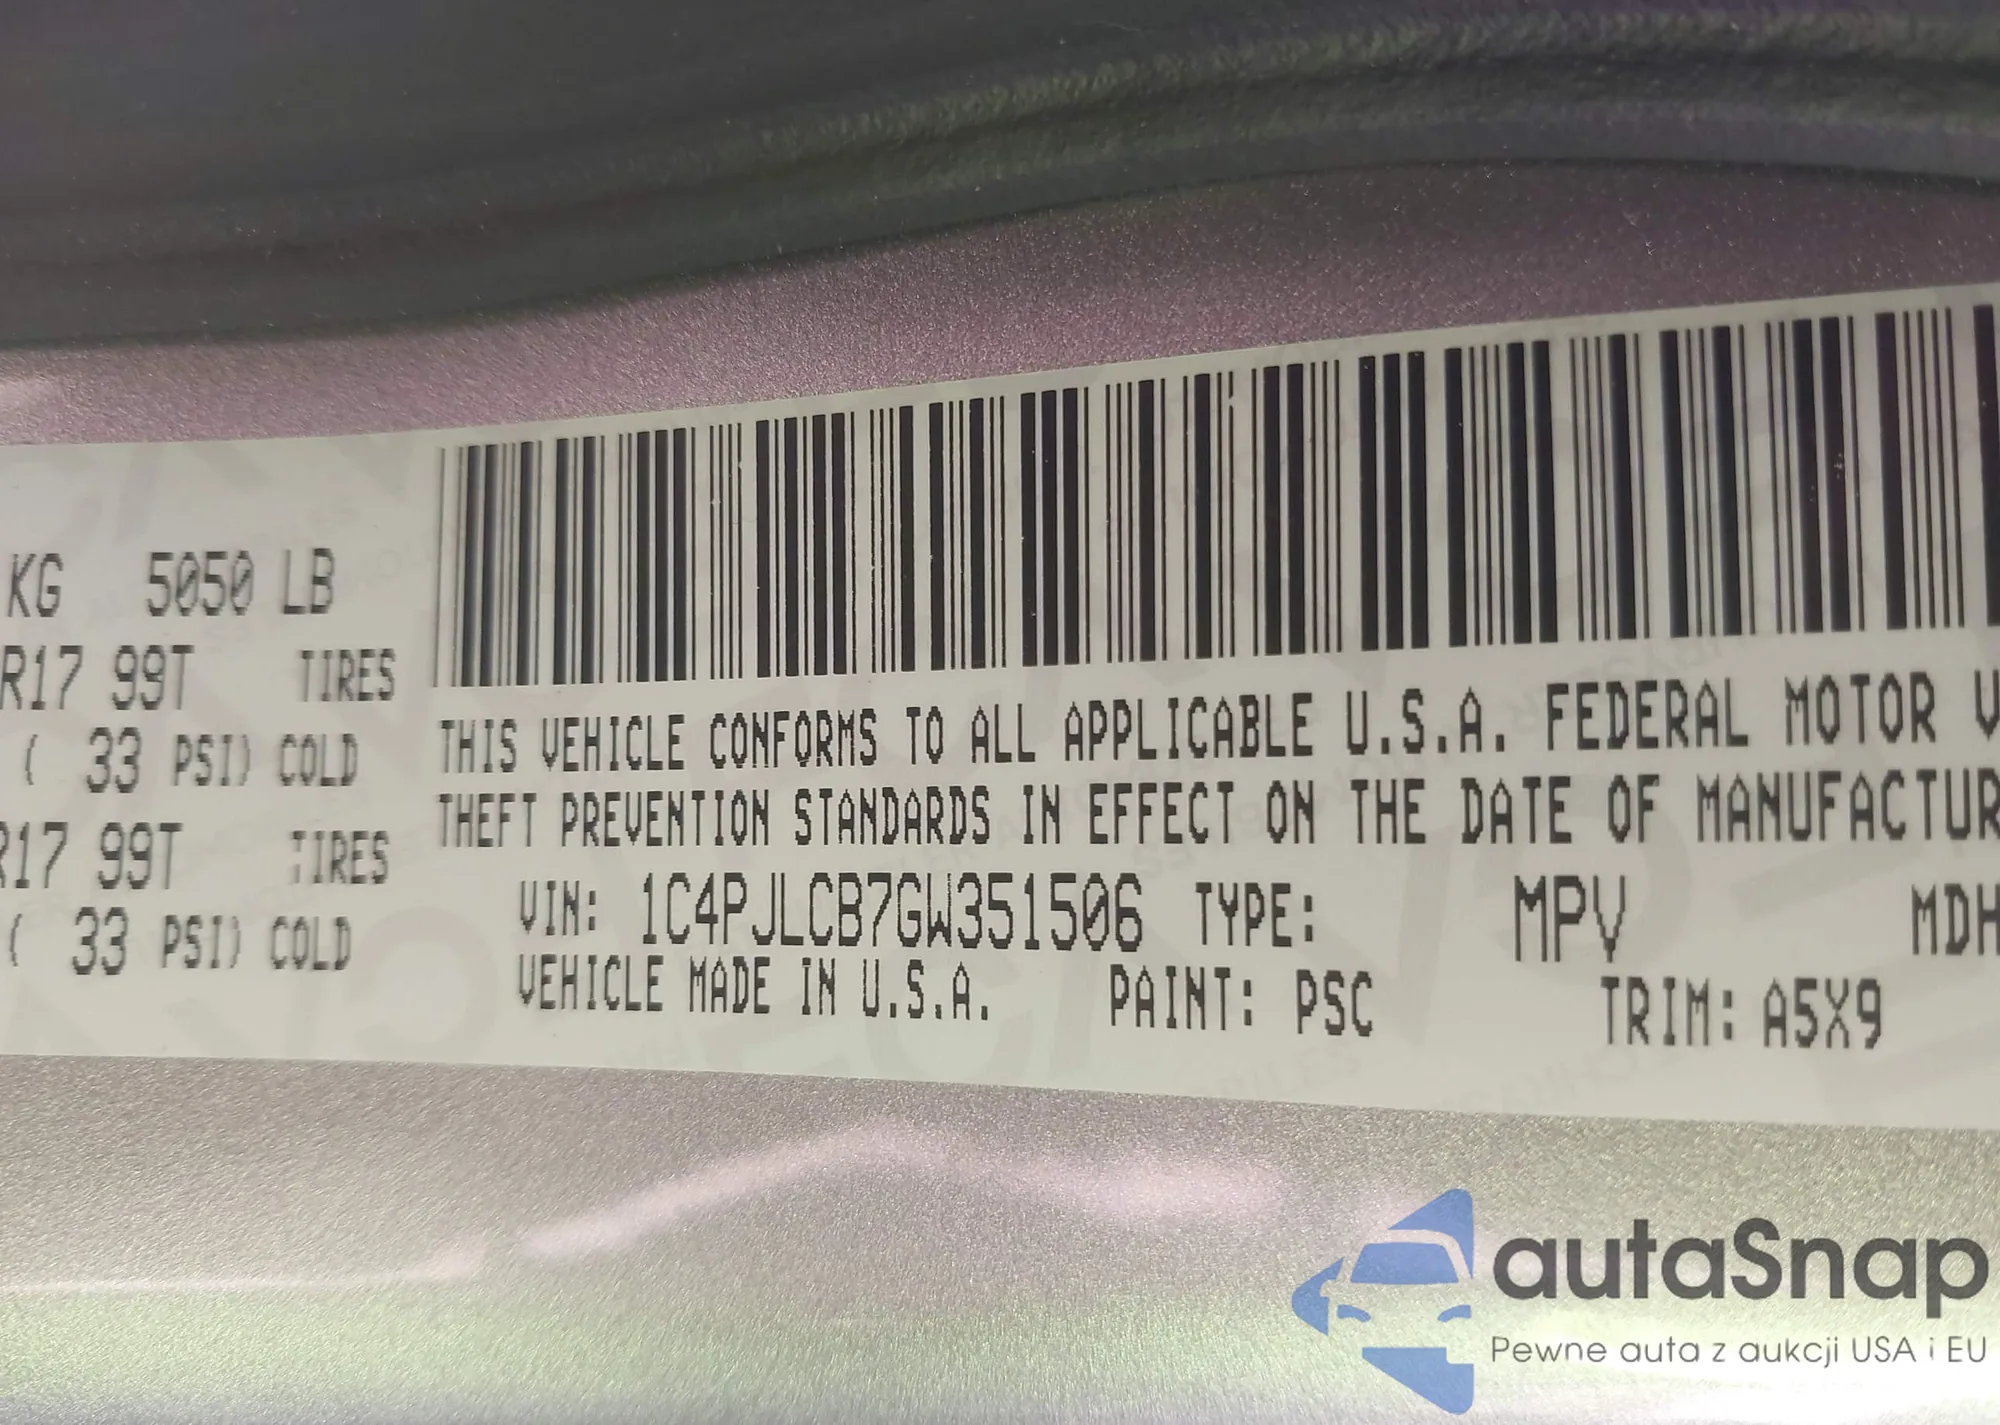 KG 5050 LB
R17 99T TIRES
( 33 PSI) COLD
R17 99T TIRES
( 33 PSI) COLD
THIS VEHICLE CONFORMS TO ALL APPLICABLE U.S.A. FEDERAL MOTOR V
THEFT PREVENTION STANDARDS IN EFFECT ON THE DATE OF MANUFACTUR
VIN: 1C4PJLCB7GW351506 TYPE: MPV MDH
VEHICLE MADE IN U.S.A. PAINT: PSC TRIM: A5X9
autaSnap
Pewne auta z aukcji USA i EU